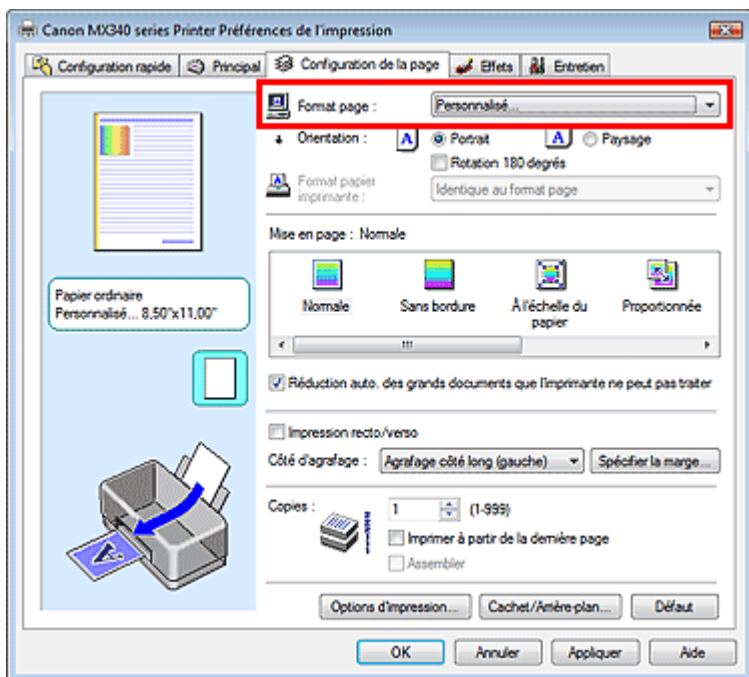 Canon MX340 series Printer Préférences de l'impression
Configuration rapide Principal Configuration de la page Effets Entretien
Format page : Personnalisé...
Orientation : A Portrait A Paysage
Rotation 180 degrés
Format papier
imprimante : Identique au format page
Mise en page : Normale
Normale Sans bordure À l'échelle du
papier Proportionnée
Papier ordinaire
Personnalisé... 8,50"x11,00"
Réduction auto. des grands documents que l'imprimante ne peut pas traiter
Impression recto/verso
Côté d'agrafage : Agrafage côté long (gauche) Spécifier la marge...
Copies : 1 (1-999)
Imprimer à partir de la dernière page
Assembler
Options d'impression... Cachet/Arrière-plan... Défaut
OK Annuler Appliquer Aide